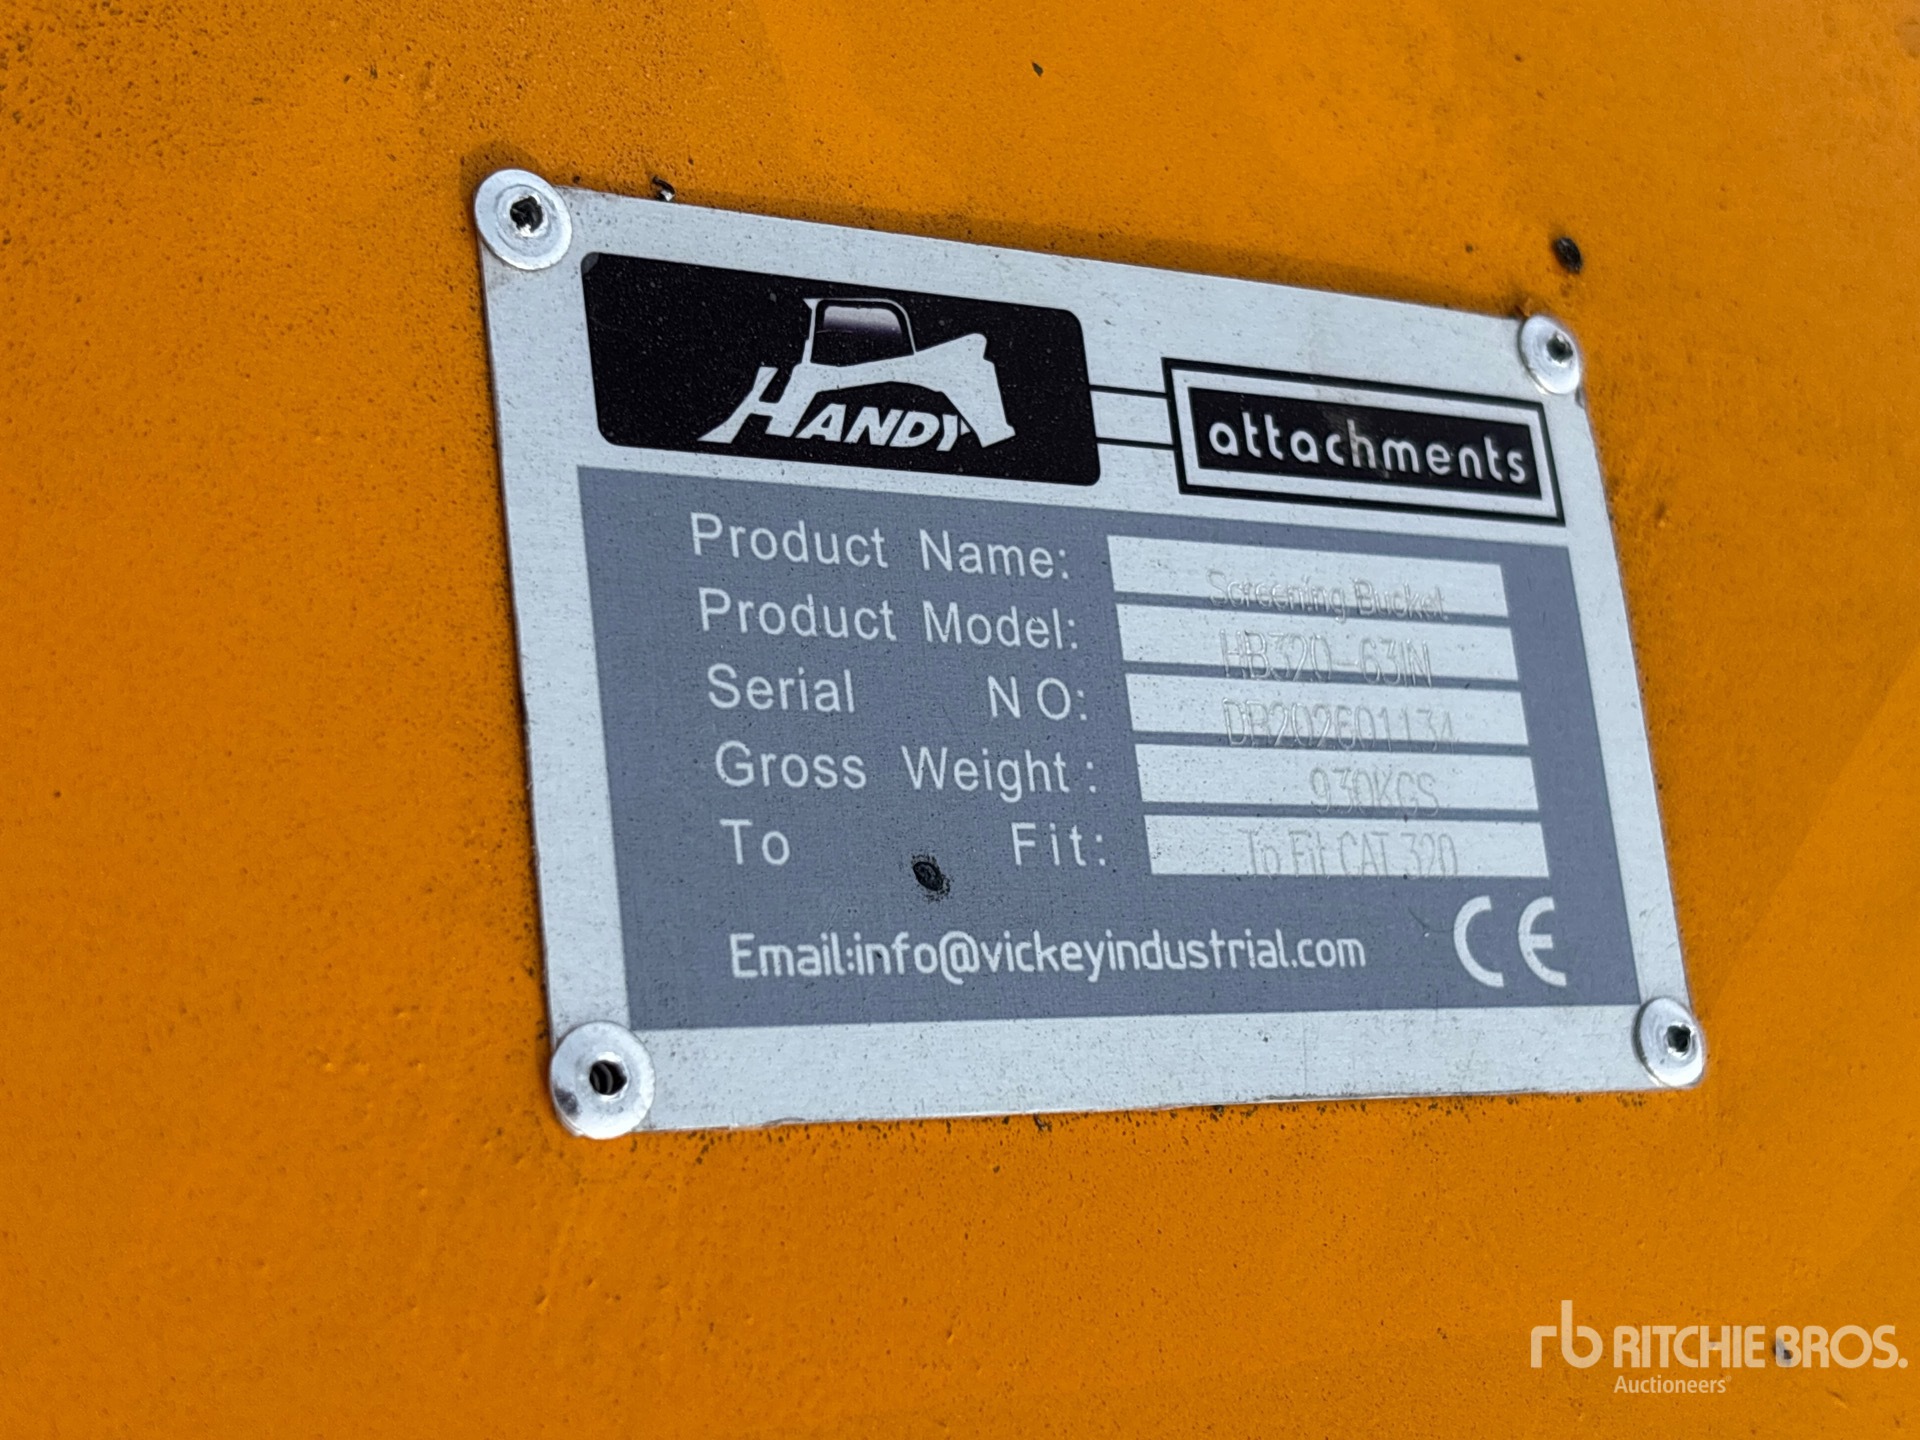 HANDY
attachments
Product Name: Screening Bucket
Product Model: HB320-63IN
Serial NO: DR202601134
Gross Weight: 930KGS
To Fit: To Fit CAT 320
Email:info@vickeyindustrial.com CE
rb RITCHIE BROS.
Auctioneers